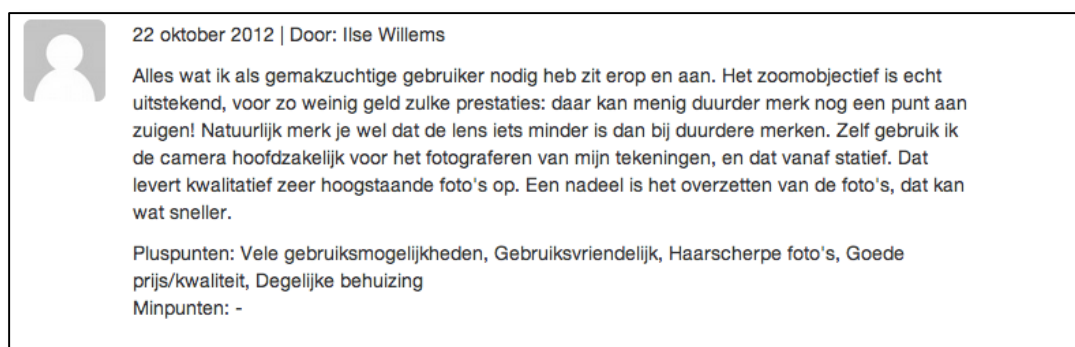 22 oktober 2012 | Door: Ilse Willems
Alles wat ik als gemakzuchtige gebruiker nodig heb zit erop en aan. Het zoomobjectief is echt
uitstekend, voor zo weinig geld zulke prestaties: daar kan menig duurder merk nog een punt aan
zuigen! Natuurlijk merk je wel dat de lens iets minder is dan bij duurdere merken. Zelf gebruik ik
de camera hoofdzakelijk voor het fotograferen van mijn tekeningen, en dat vanaf statief. Dat
levert kwalitatief zeer hoogstaande foto's op. Een nadeel is het overzetten van de foto's, dat kan
wat sneller.
Pluspunten: Vele gebruiksmogelijkheden, Gebruiksvriendelijk, Haarscherpe foto's, Goede
prijs/kwaliteit, Degelijke behuizing
Minpunten: -